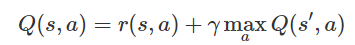 Q(s, a) = r(s, a) + γ max Q(s′, a)
a